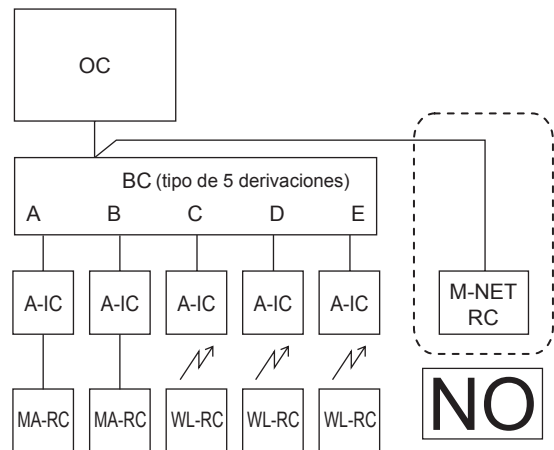 OC
BC (tipo de 5 derivaciones)
A B C D E
A-IC A-IC A-IC A-IC A-IC
M-NET
RC
MA-RC MA-RC WL-RC WL-RC WL-RC
NO